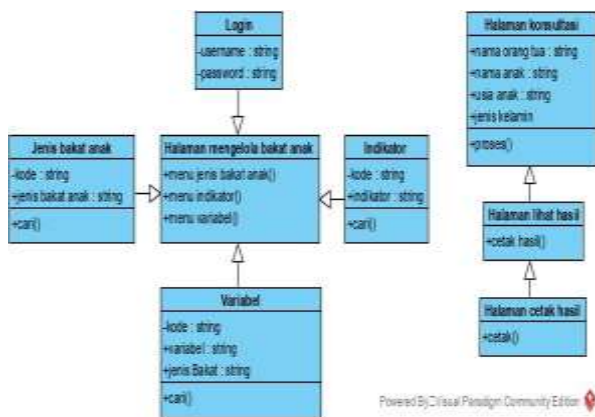 Login
-username : string
-password : string
Jenis bakat anak
-kode : string
+jenis bakat anak : string
+cari()
Halaman mengelola bakat anak
+menu jenis bakat anak()
+menu indikator()
+menu variabel()
Indikator
-kode : string
+indikator : string
+cari()
Variabel
-kode : string
+variabel : string
+jenis Bakat : string
+cari()
Halaman konsultasi
+nama orang tua : string
+nama anak : string
+usia anak : string
+jenis kelamin
+proses()
Halaman lihat hasil
+cetak hasil()
Halaman cetak hasil
+cetak()
Powered By Visual Paradigm Community Edition